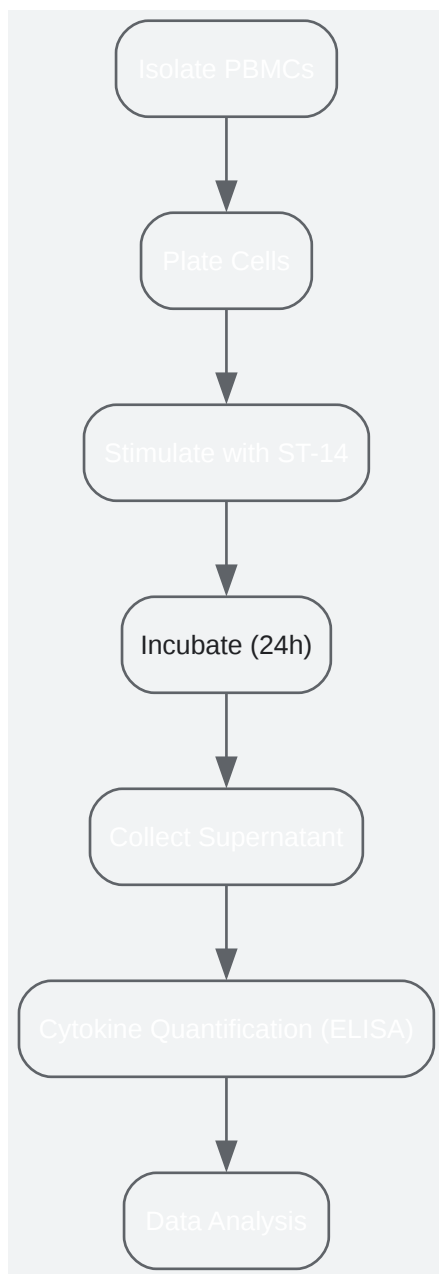 Isolate PBMCs
Plate Cells
Stimulate with ST-14
Incubate (24h)
Collect Supernatant
Cytokine Quantification (ELISA)
Data Analysis